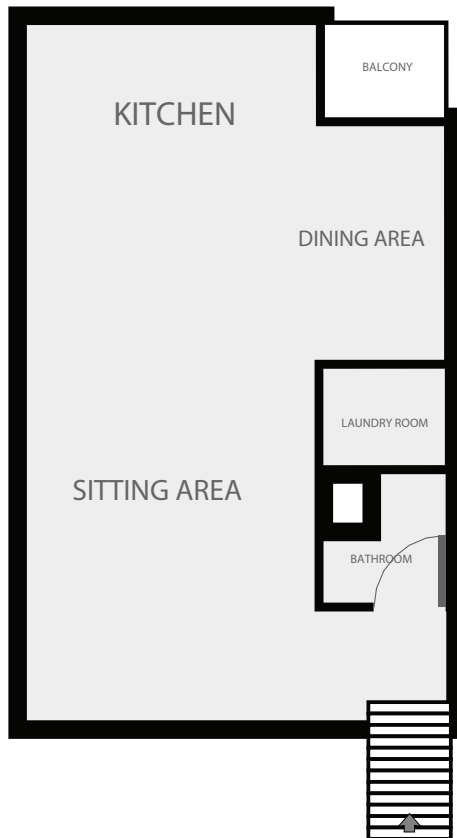 BALCONY
KITCHEN
DINING AREA
LAUNDRY ROOM
SITTING AREA
BATHROOM